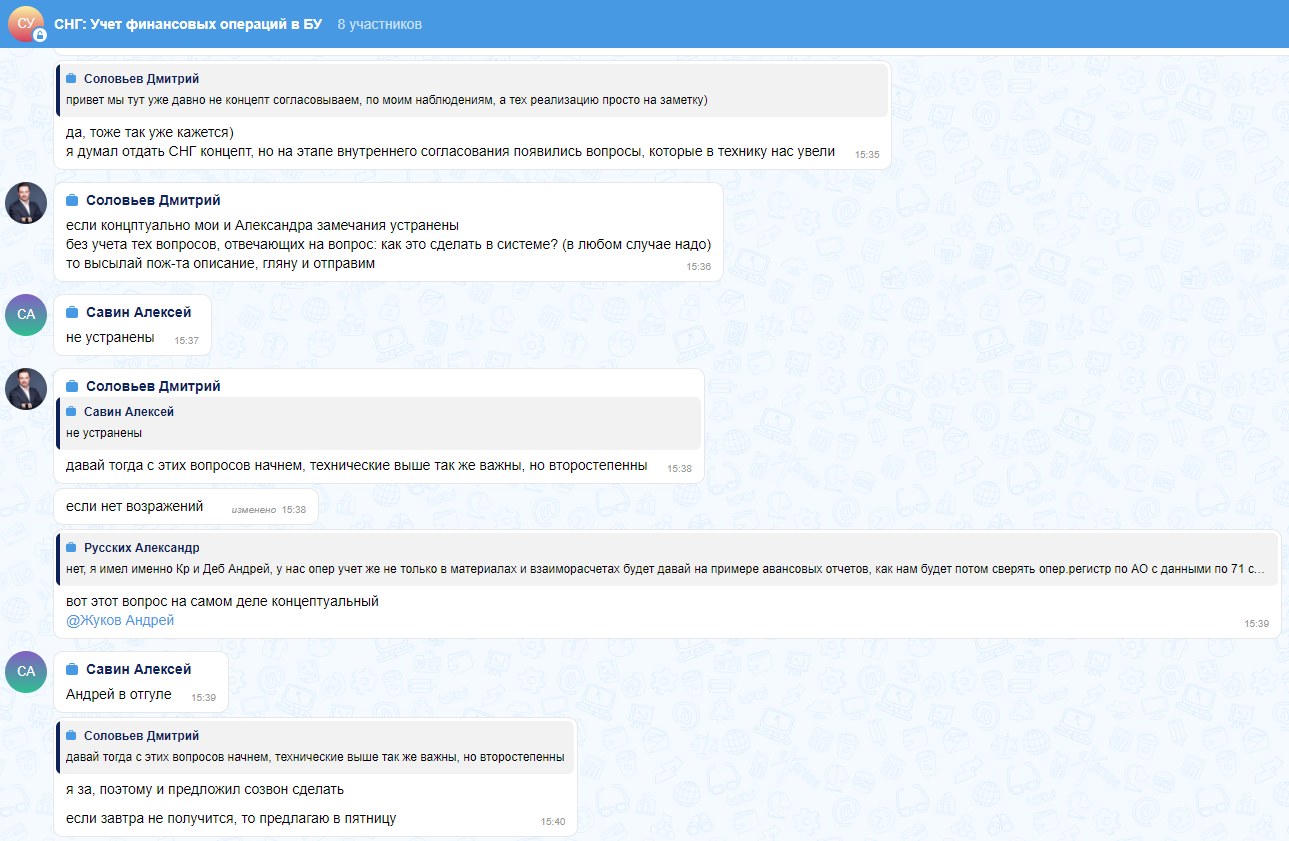 СУ
СНГ: Учет финансовых операций в БУ 8 участников
Соловьев Дмитрий
привет мы тут уже давно не концепт согласовываем, по моим наблюдениям, а тех реализацию просто на заметку)
да, тоже так уже кажется)
я думал отдать СНГ концепт, но на этапе внутреннего согласования появились вопросы, которые в технику нас увели 15:35
Соловьев Дмитрий
если концптуально мои и Александра замечания устранены
без учета тех вопросов, отвечающих на вопрос: как это сделать в системе? (в любом случае надо)
то высылай пож-та описание, гляну и отправим 15:36
СА
Савин Алексей
не устранены 15:37
Соловьев Дмитрий
Савин Алексей
не устранены
давай тогда с этих вопросов начнем, технические выше так же важны, но второстепенны 15:38
если нет возражений изменено 15:38
Русских Александр
нет, я имел именно Кр и Деб Андрей, у нас опер учет же не только в материалах и взаиморасчетах будет давай на примере авансовых отчетов, как нам будет потом сверять опер.регистр по АО с данными по 71 с...
вот этот вопрос на самом деле концептуальный
@Жуков Андрей 15:39
СА
Савин Алексей
Андрей в отгуле 15:39
Соловьев Дмитрий
давай тогда с этих вопросов начнем, технические выше так же важны, но второстепенны
я за, поэтому и предложил созвон сделать
если завтра не получится, то предлагаю в пятницу 15:40